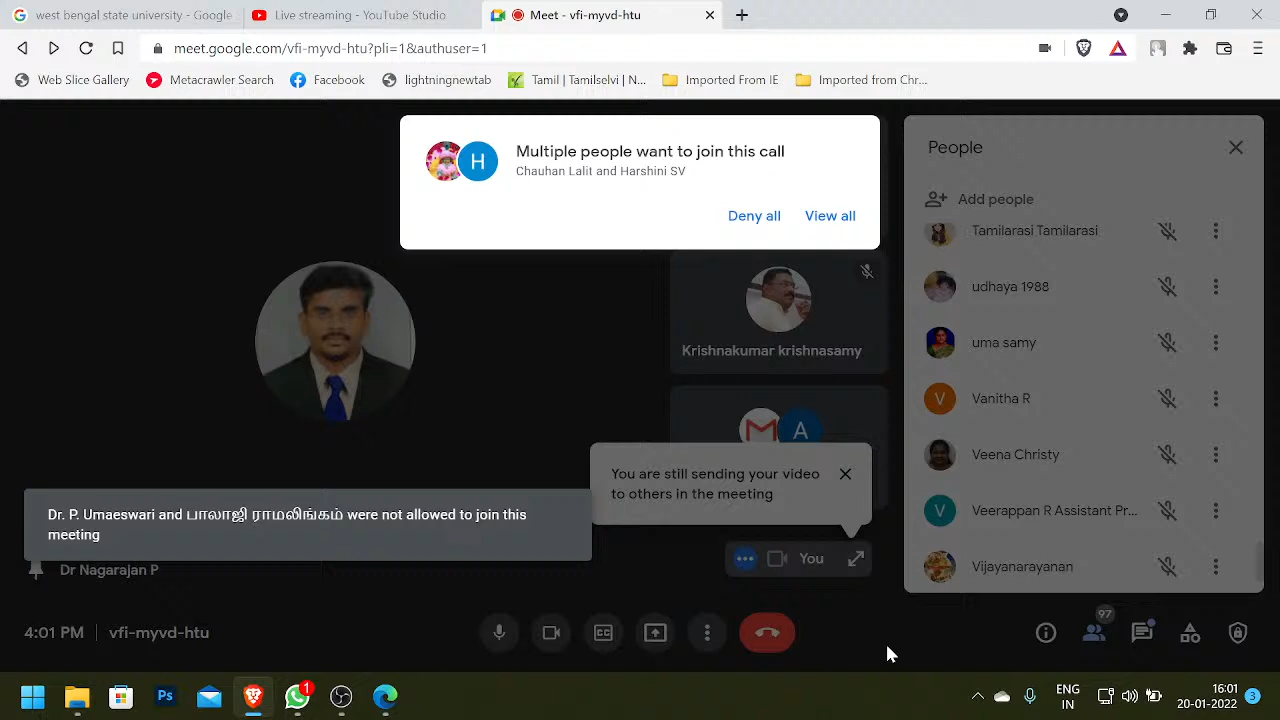 west bengal state university - Google
Live streaming - YouTube Studio
Meet - vfi-myvd-htu
meet.google.com/vfi-myvd-htu?pli=1&authuser=1
Web Slice Gallery
Metacrawler Search
Facebook
lightningnewtab
Tamil | Tamilselvi | N...
Imported From IE
Imported from Chr...
H
Multiple people want to join this call
Chauhan Lalit and Harshini SV
Deny all
View all
People
Add people
Tamilarasi Tamilarasi
udhaya 1988
uma samy
V
Vanitha R
Veena Christy
V
Veerappan R Assistant Pr...
Vijayanarayanan
Krishnakumar krishnasamy
A
You are still sending your video
to others in the meeting
You
Dr. P. Umaeswari and பாலாஜி ராமலிங்கம் were not allowed to join this
meeting
Dr Nagarajan P
4:01 PM | vfi-myvd-htu
CC
97
Ps
1
ENG
IN
16:01
20-01-2022
3